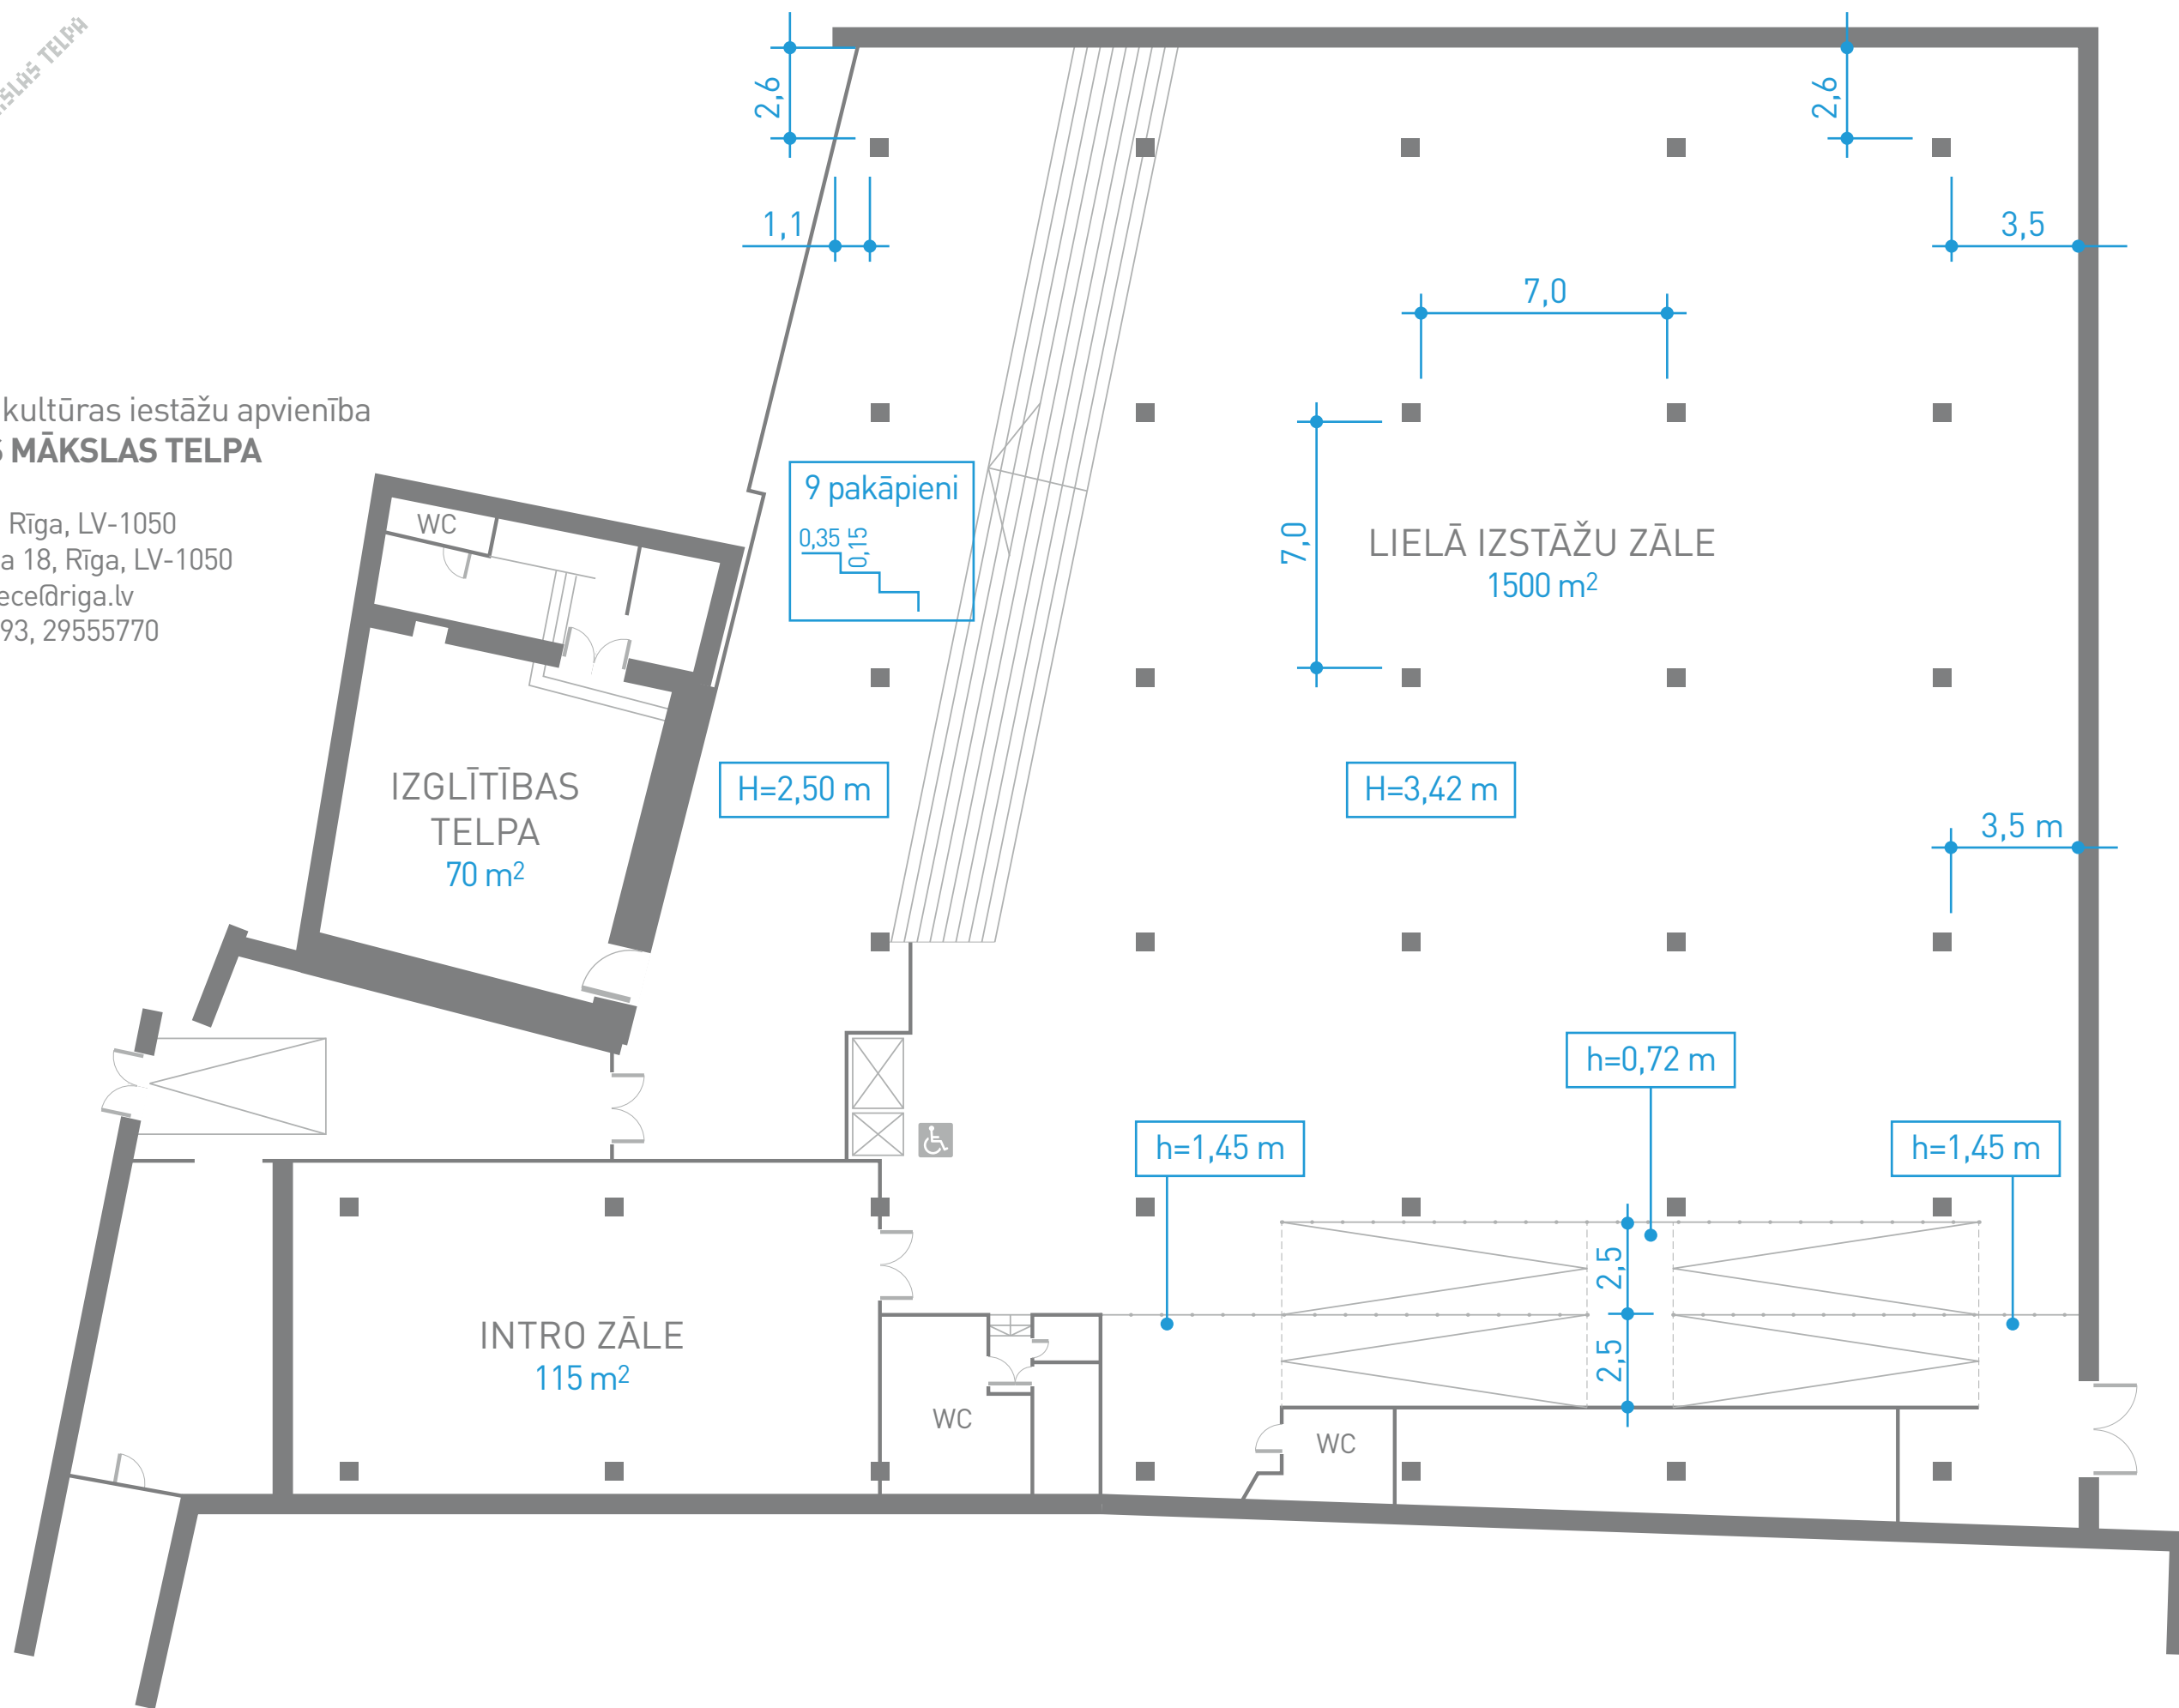 TELPA
kultūras iestāžu apvienība
MĀKSLAS TELPA
Rīga, LV-1050
18, Rīga, LV-1050
@riga.lv
29555770
2,6
2,6
1,1
3,5
7,0
7,0
9 pakāpieni
0,35
0,15
WC
LIELĀ IZSTĀŽU ZĀLE
1500 m²
IZGLĪTĪBAS
TELPA
70 m²
H=2,50 m
H=3,42 m
3,5 m
h=0,72 m
h=1,45 m
h=1,45 m
2,5
2,5
INTRO ZĀLE
115 m²
WC
WC